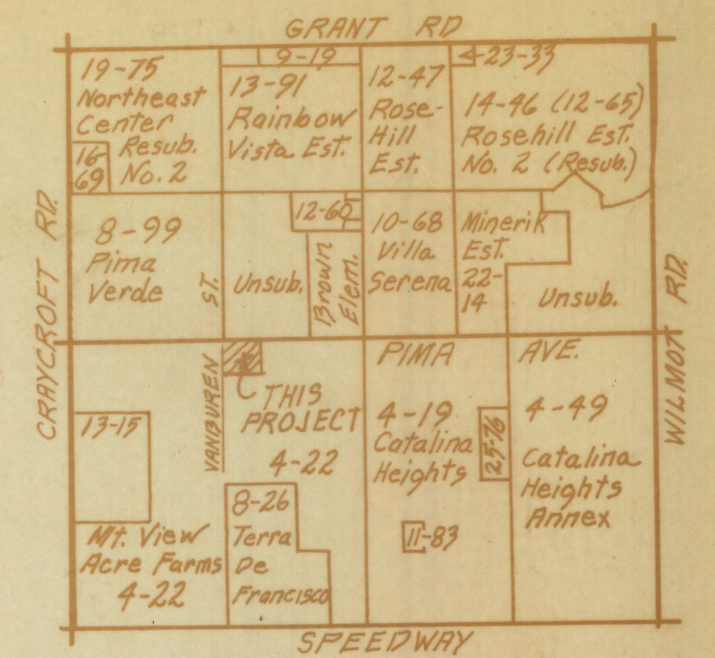 GRANT RD
19-75
Northeast
Center
Resub.
No. 2
16
69
9-19
13-91
Rainbow
Vista Est.
12-47
Rose-
Hill
Est.
4-23-33
14-46 (12-65)
Rosehill Est.
No. 2 (Resub.)
CRAYCROFT RD.
8-99
Pima
Verde
ST.
Unsub.
12-60
Brown
Elem.
10-68
Villa
Serena
Minerik
Est.
22-
14
Unsub.
WILMOT RD.
PIMA AVE.
VANBUREN
THIS
PROJECT
4-22
13-15
Mt. View
Acre Farms
4-22
8-26
Terra
De
Francisco
4-19
Catalina
Heights
25-76
11-83
4-49
Catalina
Heights
Annex
SPEEDWAY